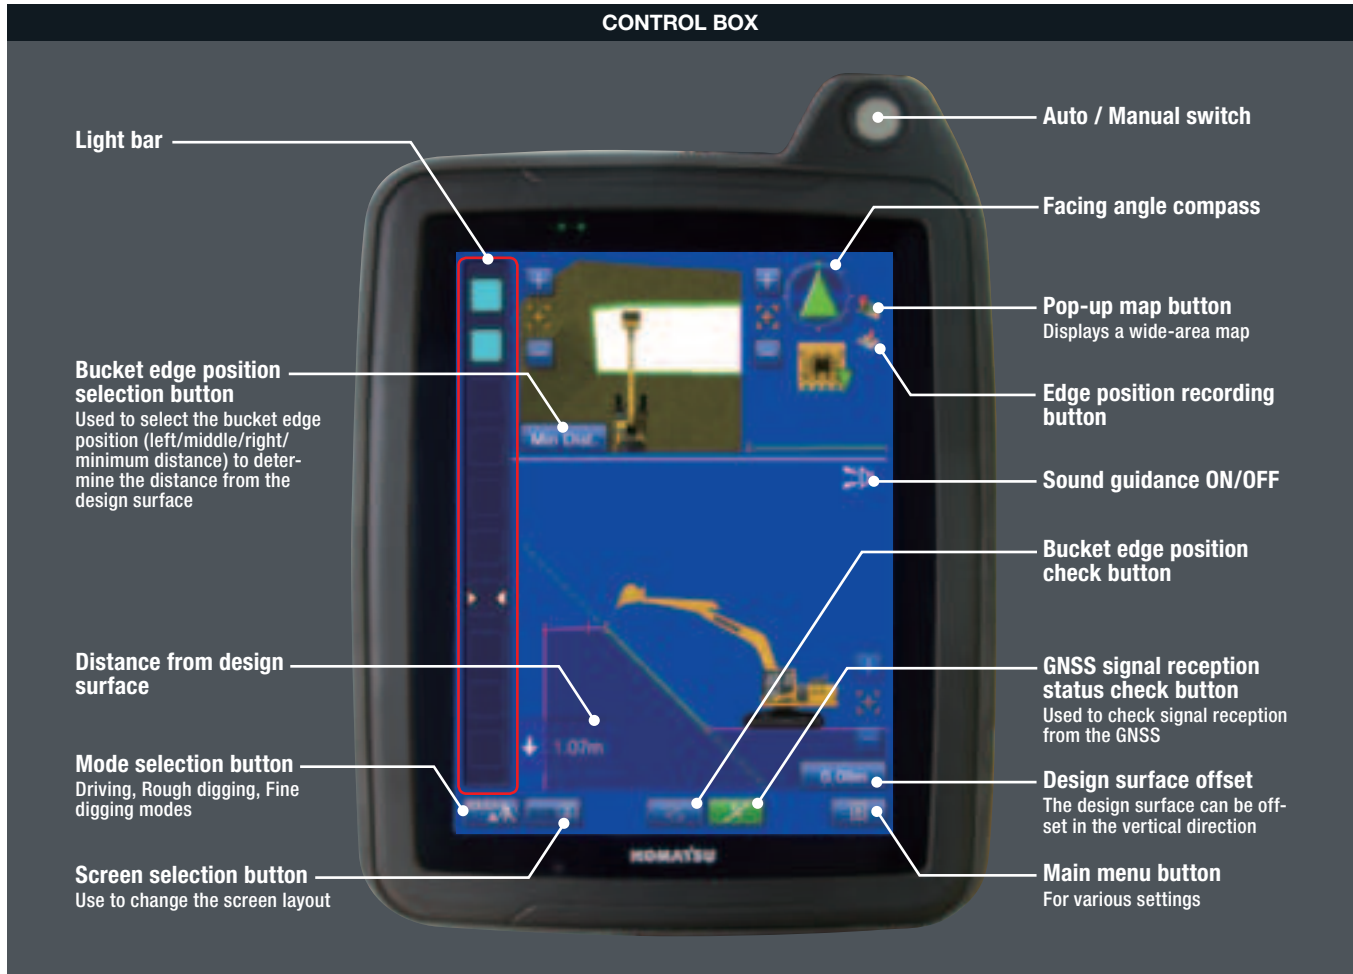 CONTROL BOX
Light bar
Bucket edge position
selection button
Used to select the bucket edge
position (left/middle/right/
minimum distance) to deter-
mine the distance from the
design surface
Distance from design
surface
Mode selection button
Driving, Rough digging, Fine
digging modes
Screen selection button
Use to change the screen layout
Auto / Manual switch
Facing angle compass
Pop-up map button
Displays a wide-area map
Edge position recording
button
Sound guidance ON/OFF
Bucket edge position
check button
GNSS signal reception
status check button
Used to check signal reception
from the GNSS
Design surface offset
The design surface can be off-
set in the vertical direction
Main menu button
For various settings
Min Dist.
1.07m
0.00m
KOMATSU